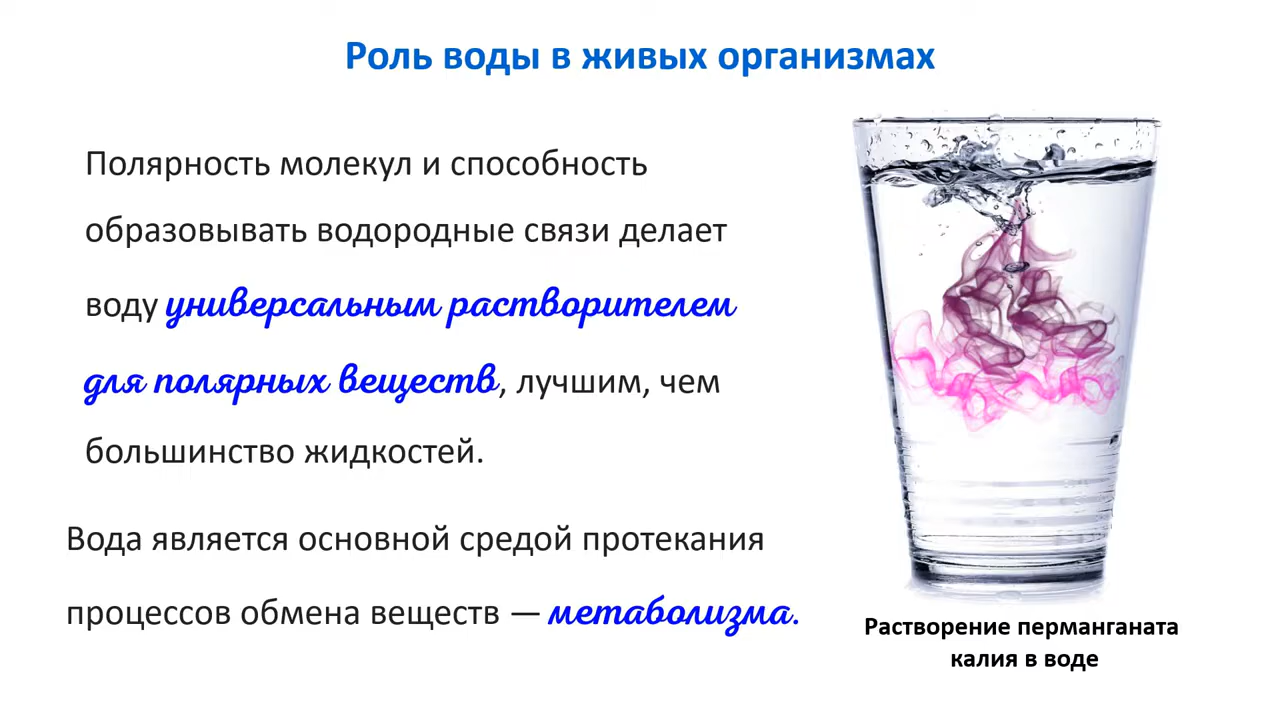 Роль воды в живых организмах
Полярность молекул и способность
образовывать водородные связи делает
воду универсальным растворителем
для полярных веществ, лучшим, чем
большинство жидкостей.
Вода является основной средой протекания
процессов обмена веществ — метаболизма.
Растворение перманганата
калия в воде